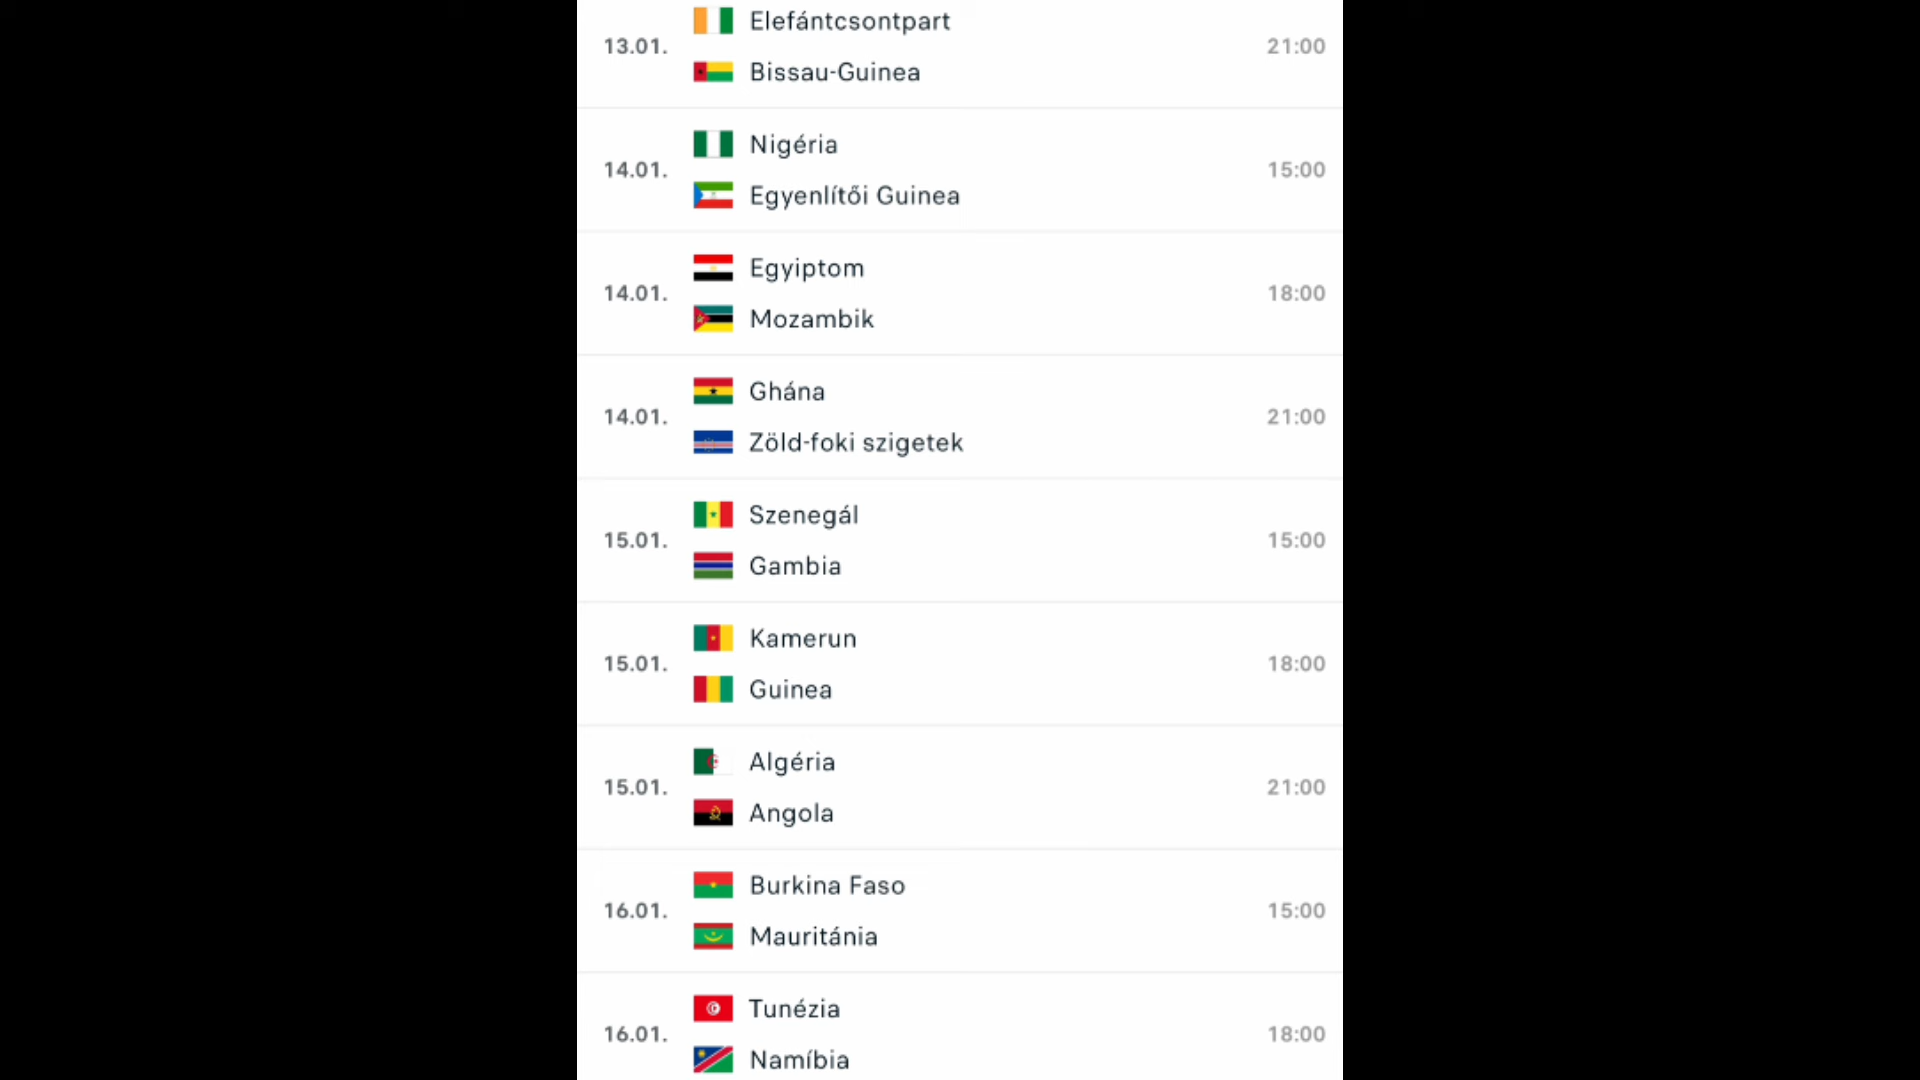 Elefántcsontpart
13.01. 21:00
Bissau-Guinea
Nigéria
14.01. 15:00
Egyenlítői Guinea
Egyiptom
14.01. 18:00
Mozambik
Ghána
14.01. 21:00
Zöld-foki szigetek
Szenegál
15.01. 15:00
Gambia
Kamerun
15.01. 18:00
Guinea
Algéria
15.01. 21:00
Angola
Burkina Faso
16.01. 15:00
Mauritánia
Tunézia
16.01. 18:00
Namíbia